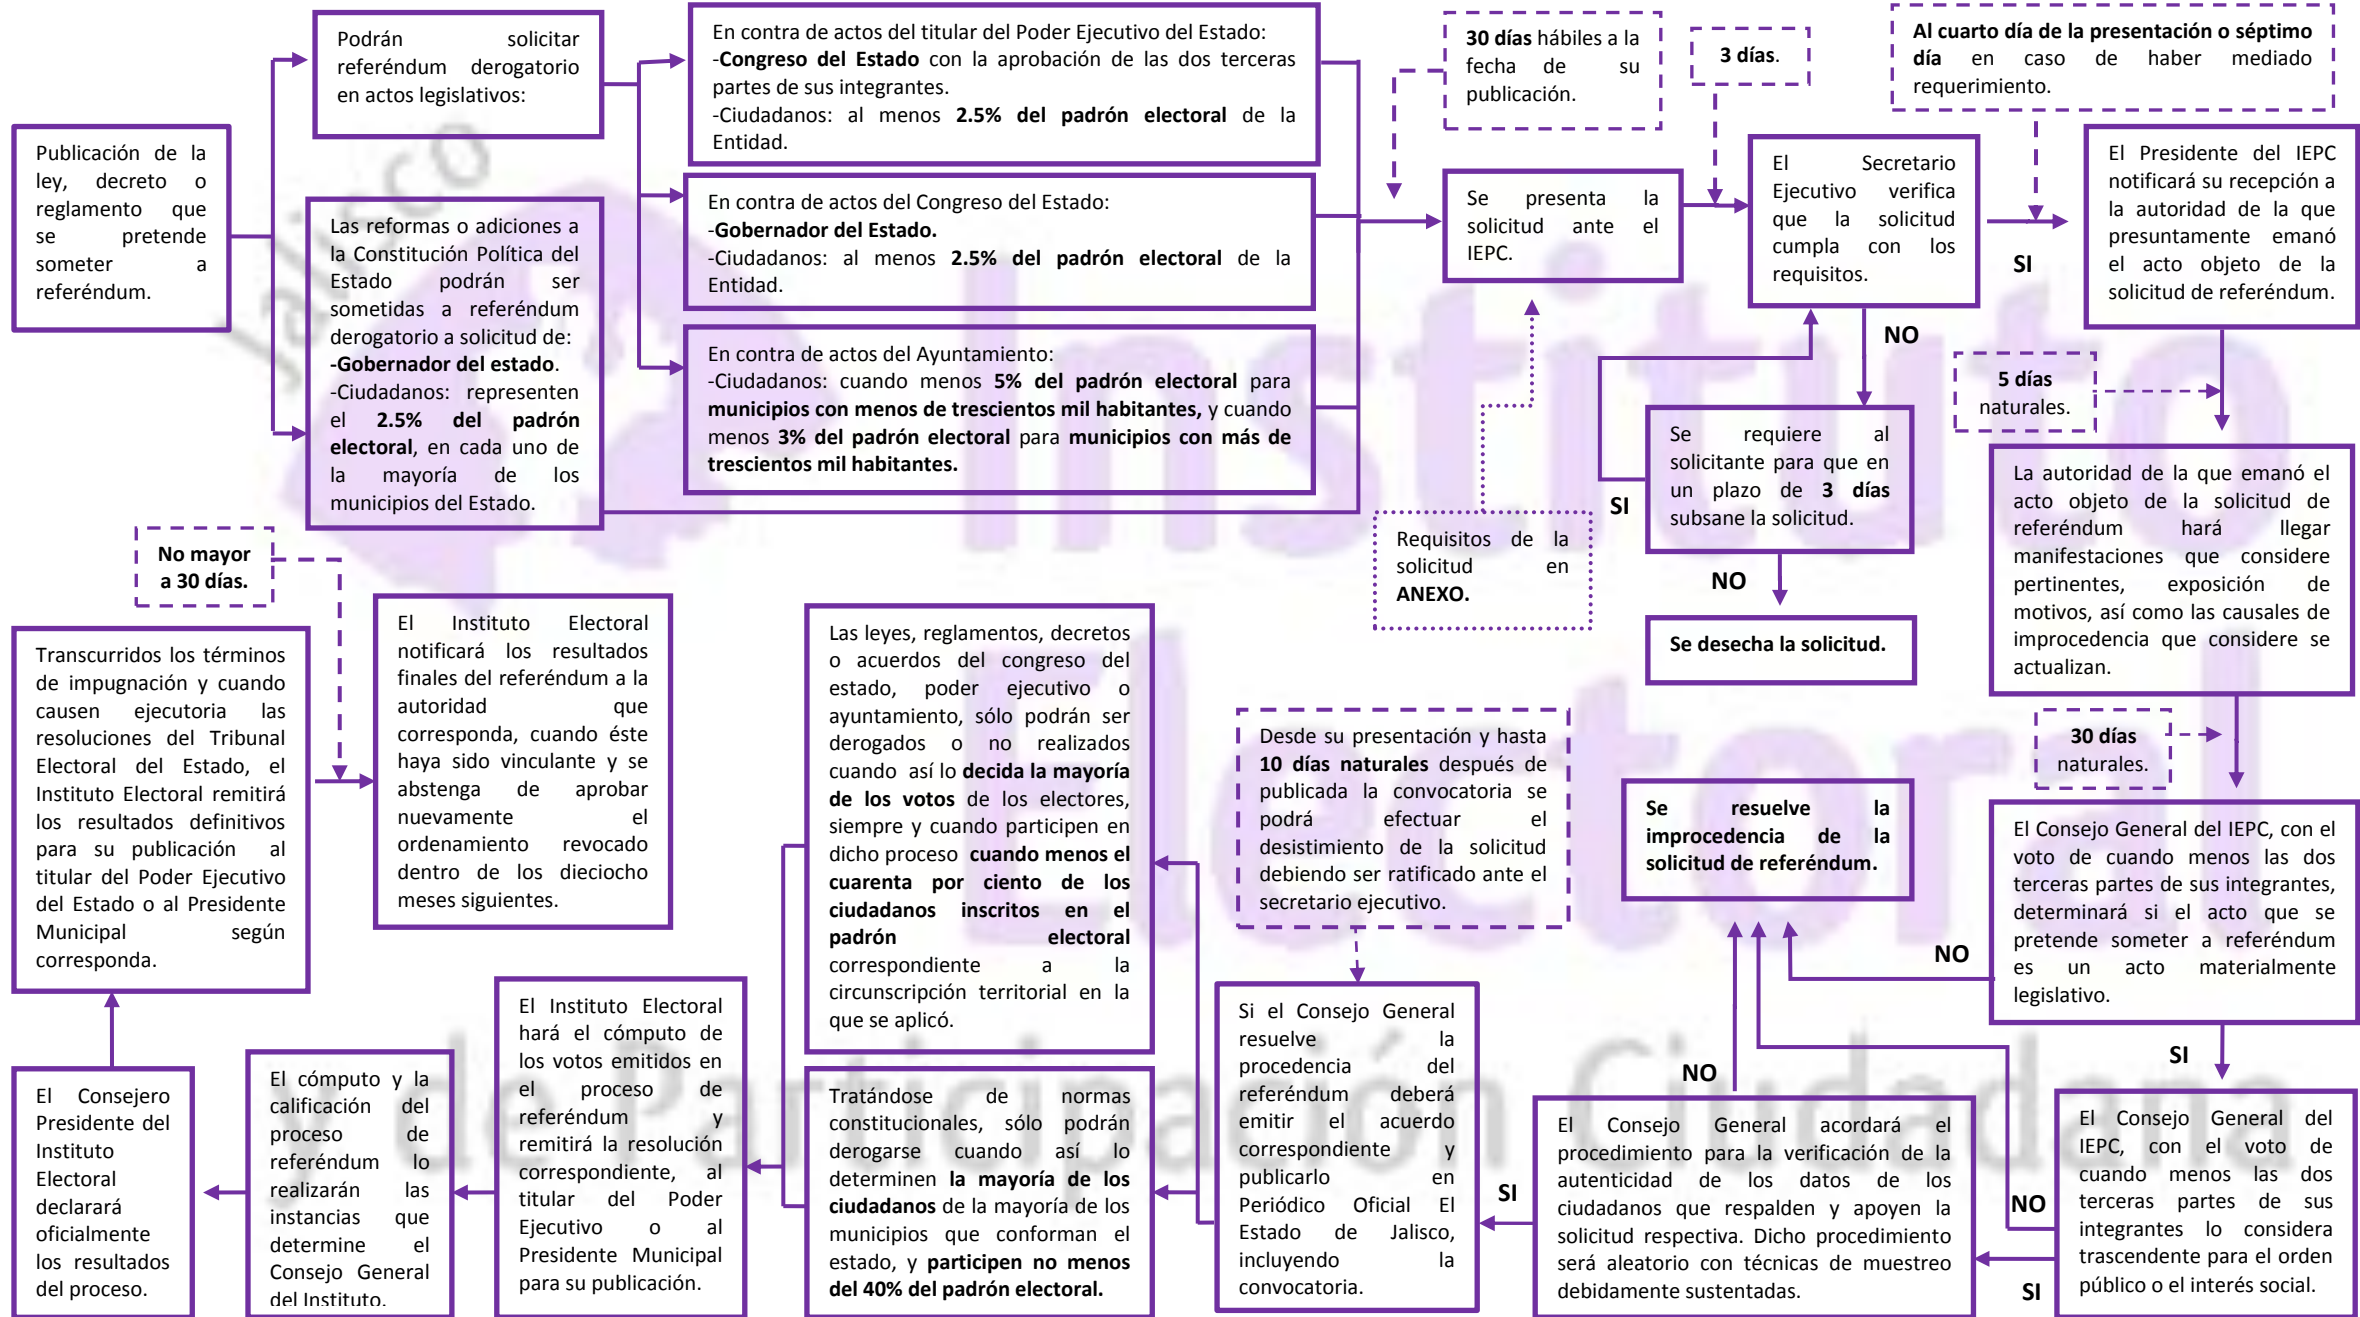 Publicación de la
ley, decreto o
reglamento que
se pretende
someter a
referéndum.
Podrán solicitar
referéndum derogatorio
en actos legislativos:
Las reformas o adiciones a
la Constitución Política del
Estado podrán ser
sometidas a referéndum
derogatorio a solicitud de:
-Gobernador del estado.
-Ciudadanos: representen
el 2.5% del padrón
electoral, en cada uno de
la mayoría de los
municipios del Estado.
En contra de actos del titular del Poder Ejecutivo del Estado:
-Congreso del Estado con la aprobación de las dos terceras
partes de sus integrantes.
-Ciudadanos: al menos 2.5% del padrón electoral de la
Entidad.
En contra de actos del Congreso del Estado:
-Gobernador del Estado.
-Ciudadanos: al menos 2.5% del padrón electoral de la
Entidad.
En contra de actos del Ayuntamiento:
-Ciudadanos: cuando menos 5% del padrón electoral para
municipios con menos de trescientos mil habitantes, y cuando
menos 3% del padrón electoral para municipios con más de
trescientos mil habitantes.
30 días hábiles a la
fecha de su
publicación.
Se presenta la
solicitud ante el
IEPC.
Requisitos de la
solicitud en
ANEXO.
3 días.
El Secretario
Ejecutivo verifica
que la solicitud
cumpla con los
requisitos.
NO
Se requiere al
solicitante para que en
un plazo de 3 días
subsane la solicitud.
SI
NO
Se desecha la solicitud.
Al cuarto día de la presentación o séptimo
día en caso de haber mediado
requerimiento.
SI
El Presidente del IEPC
notificará su recepción a
la autoridad de la que
presuntamente emanó
el acto objeto de la
solicitud de referéndum.
5 días
naturales.
La autoridad de la que emanó el
acto objeto de la solicitud de
referéndum hará llegar
manifestaciones que considere
pertinentes, exposición de
motivos, así como las causales de
improcedencia que considere se
actualizan.
30 días
naturales.
El Consejo General del IEPC, con el
voto de cuando menos las dos
terceras partes de sus integrantes,
determinará si el acto que se
pretende someter a referéndum
es un acto materialmente
legislativo.
NO
SI
Se resuelve la
improcedencia de la
solicitud de referéndum.
El Consejo General del
IEPC, con el voto de
cuando menos las dos
terceras partes de sus
integrantes lo considera
trascendente para el orden
público o el interés social.
NO
SI
El Consejo General acordará el
procedimiento para la verificación de la
autenticidad de los datos de los
ciudadanos que respalden y apoyen la
solicitud respectiva. Dicho procedimiento
será aleatorio con técnicas de muestreo
debidamente sustentadas.
NO
SI
Desde su presentación y hasta
10 días naturales después de
publicada la convocatoria se
podrá efectuar el
desistimiento de la solicitud
debiendo ser ratificado ante el
secretario ejecutivo.
Si el Consejo General
resuelve la
procedencia del
referéndum deberá
emitir el acuerdo
correspondiente y
publicarlo en
Periódico Oficial El
Estado de Jalisco,
incluyendo la
convocatoria.
Las leyes, reglamentos, decretos
o acuerdos del congreso del
estado, poder ejecutivo o
ayuntamiento, sólo podrán ser
derogados o no realizados
cuando así lo decida la mayoría
de los votos de los electores,
siempre y cuando participen en
dicho proceso cuando menos el
cuarenta por ciento de los
ciudadanos inscritos en el
padrón electoral
correspondiente a la
circunscripción territorial en la
que se aplicó.
Tratándose de normas
constitucionales, sólo podrán
derogarse cuando así lo
determinen la mayoría de los
ciudadanos de la mayoría de los
municipios que conforman el
estado, y participen no menos
del 40% del padrón electoral.
El Instituto Electoral
hará el cómputo de
los votos emitidos en
el proceso de
referéndum y
remitirá la resolución
correspondiente, al
titular del Poder
Ejecutivo o al
Presidente Municipal
para su publicación.
El cómputo y la
calificación del
proceso de
referéndum lo
realizarán las
instancias que
determine el
Consejo General
del Instituto.
El Consejero
Presidente del
Instituto
Electoral
declarará
oficialmente
los resultados
del proceso.
Transcurridos los términos
de impugnación y cuando
causen ejecutoria las
resoluciones del Tribunal
Electoral del Estado, el
Instituto Electoral remitirá
los resultados definitivos
para su publicación al
titular del Poder Ejecutivo
del Estado o al Presidente
Municipal según
corresponda.
No mayor
a 30 días.
El Instituto Electoral
notificará los resultados
finales del referéndum a la
autoridad que
corresponda, cuando éste
haya sido vinculante y se
abstenga de aprobar
nuevamente el
ordenamiento revocado
dentro de los dieciocho
meses siguientes.
Jalisco
Instituto
Electoral
y de Participación Ciudadana